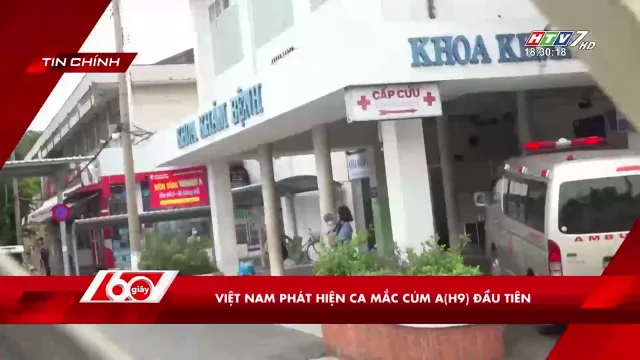 TIN CHÍNH
HTV7 HD
18:30:18
KHOA KHÁM BỆNH
KHOA
CẤP CỨU
AMBU
60 giây
VIỆT NAM PHÁT HIỆN CA MẮC CÚM A(H9) ĐẦU TIÊN